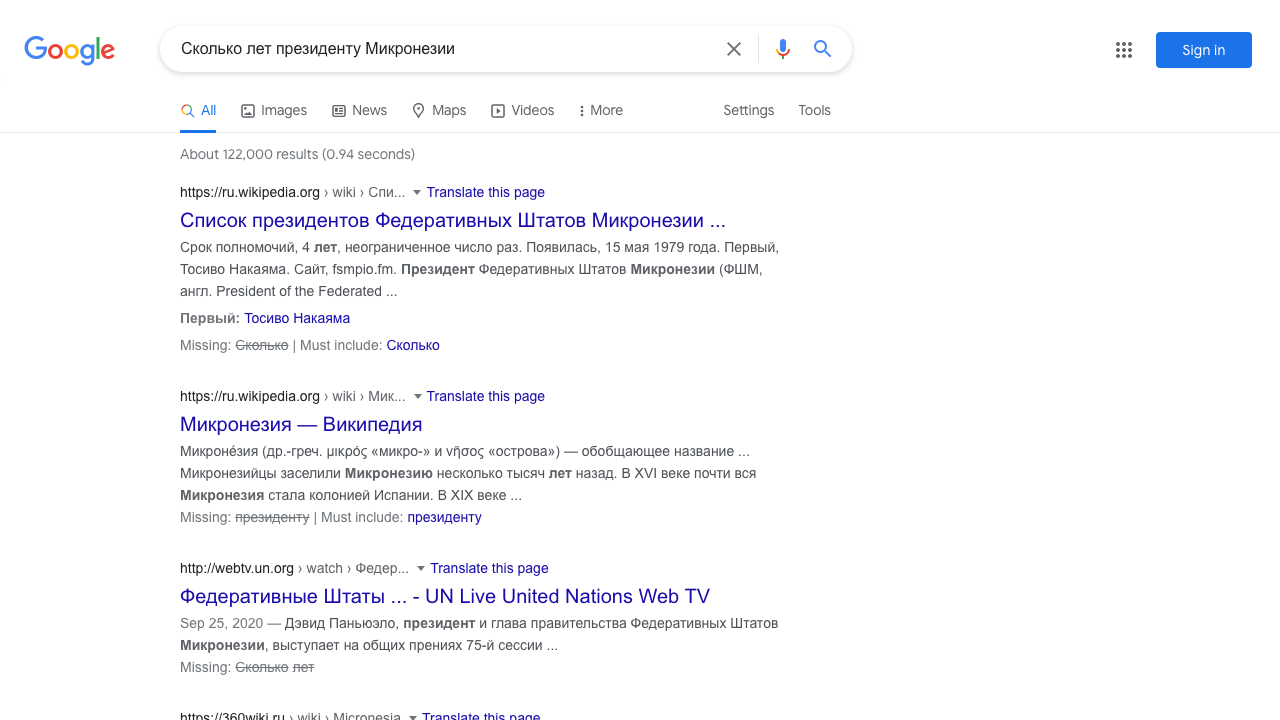 Google
Сколько лет президенту Микронезии
Sign in
All Images News Maps Videos More Settings Tools
About 122,000 results (0.94 seconds)
https://ru.wikipedia.org › wiki › Спи... Translate this page
Список президентов Федеративных Штатов Микронезии ...
Срок полномочий, 4 лет, неограниченное число раз. Появилась, 15 мая 1979 года. Первый,
Тосиво Накаяма. Сайт, fsmpio.fm. Президент Федеративных Штатов Микронезии (ФШМ,
англ. President of the Federated ...
Первый: Тосиво Накаяма
Missing: Сколько | Must include: Сколько
https://ru.wikipedia.org › wiki › Мик... Translate this page
Микронезия — Википедия
Микроне́зия (др.-греч. μικρός «микро-» и νῆσος «острова») — обобщающее название ...
Микронезийцы заселили Микронезию несколько тысяч лет назад. В XVI веке почти вся
Микронезия стала колонией Испании. В XIX веке ...
Missing: президенту | Must include: президенту
http://webtv.un.org › watch › Федер... Translate this page
Федеративные Штаты ... - UN Live United Nations Web TV
Sep 25, 2020 — Дэвид Паньюэло, президент и глава правительства Федеративных Штатов
Микронезии, выступает на общих прениях 75-й сессии ...
Missing: Сколько лет
https://360wiki.ru › wiki › Micronesia Translate this page